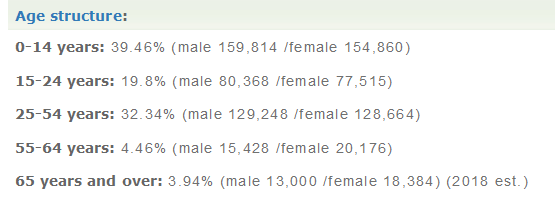 Age structure:
0-14 years: 39.46% (male 159,814 /female 154,860)
15-24 years: 19.8% (male 80,368 /female 77,515)
25-54 years: 32.34% (male 129,248 /female 128,664)
55-64 years: 4.46% (male 15,428 /female 20,176)
65 years and over: 3.94% (male 13,000 /female 18,384) (2018 est.)